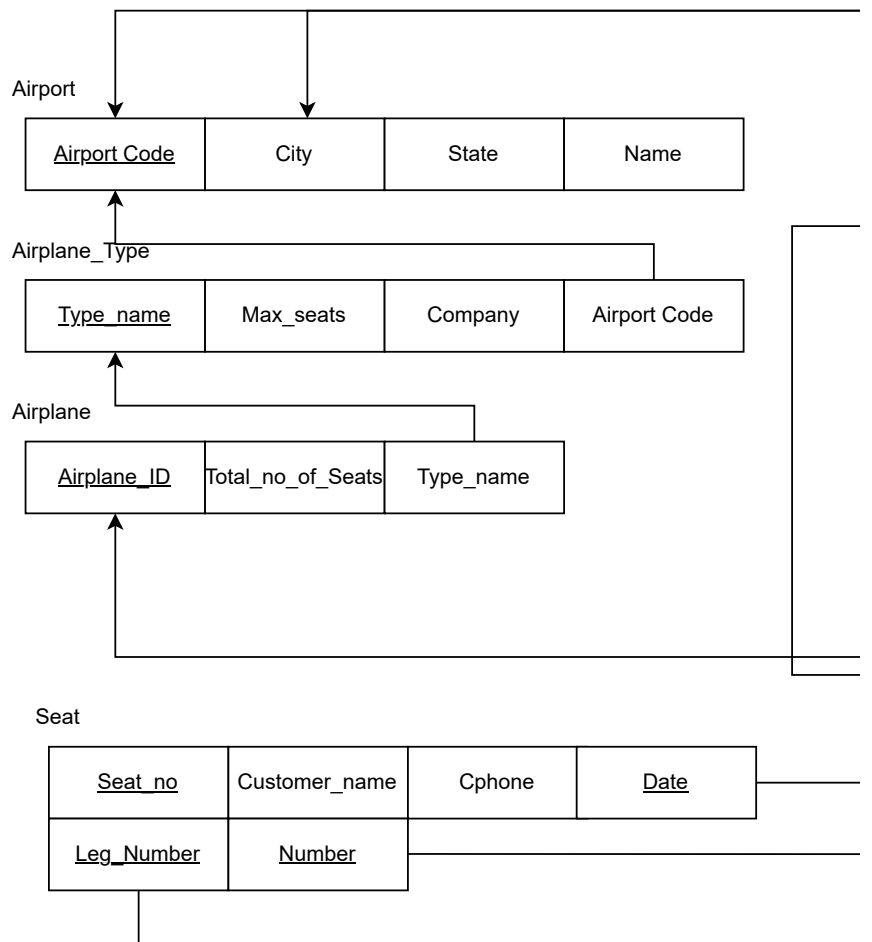 Airport
Airport Code City State Name
Airplane_Type
Type_name Max_seats Company Airport Code
Airplane
Airplane_ID Total_no_of_Seats Type_name
Seat
Seat_no Customer_name Cphone Date
Leg_Number Number